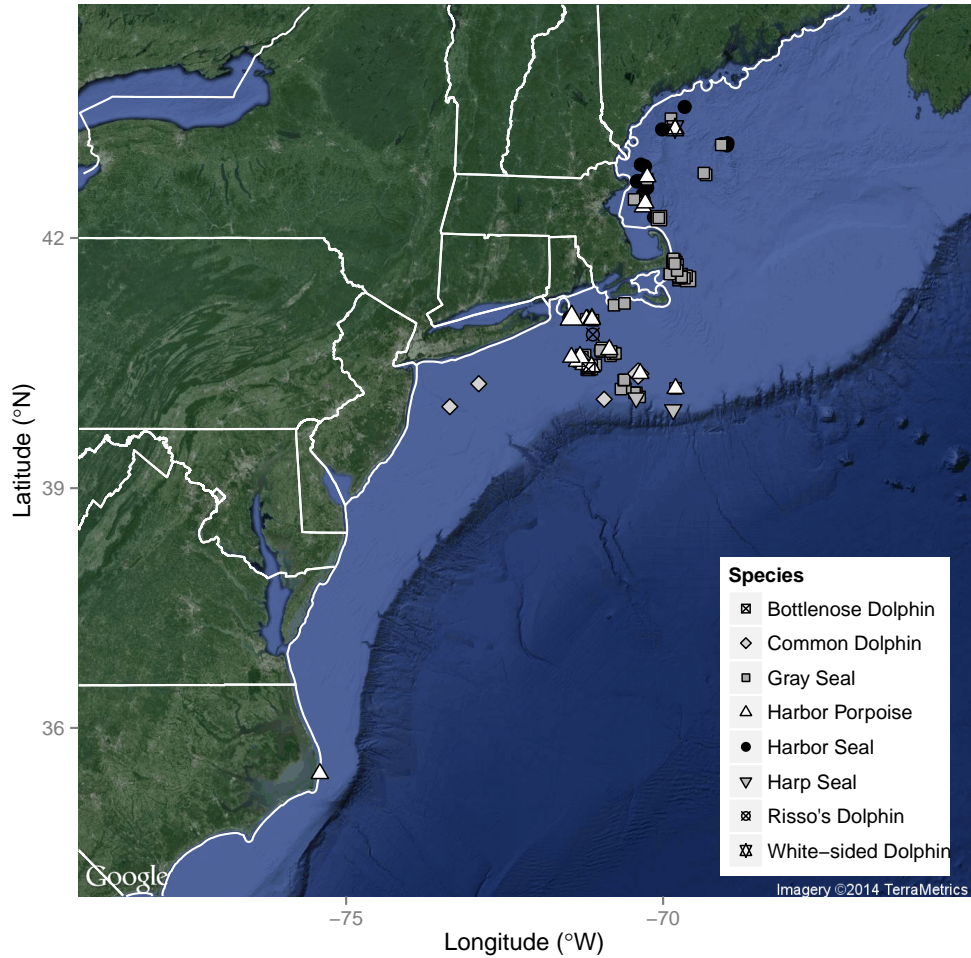 42
39
36
Latitude (°N)
Species
Bottlenose Dolphin
Common Dolphin
Gray Seal
Harbor Porpoise
Harbor Seal
Harp Seal
Risso's Dolphin
White−sided Dolphin
Google
Imagery ©2014 TerraMetrics
−75
−70
Longitude (°W)